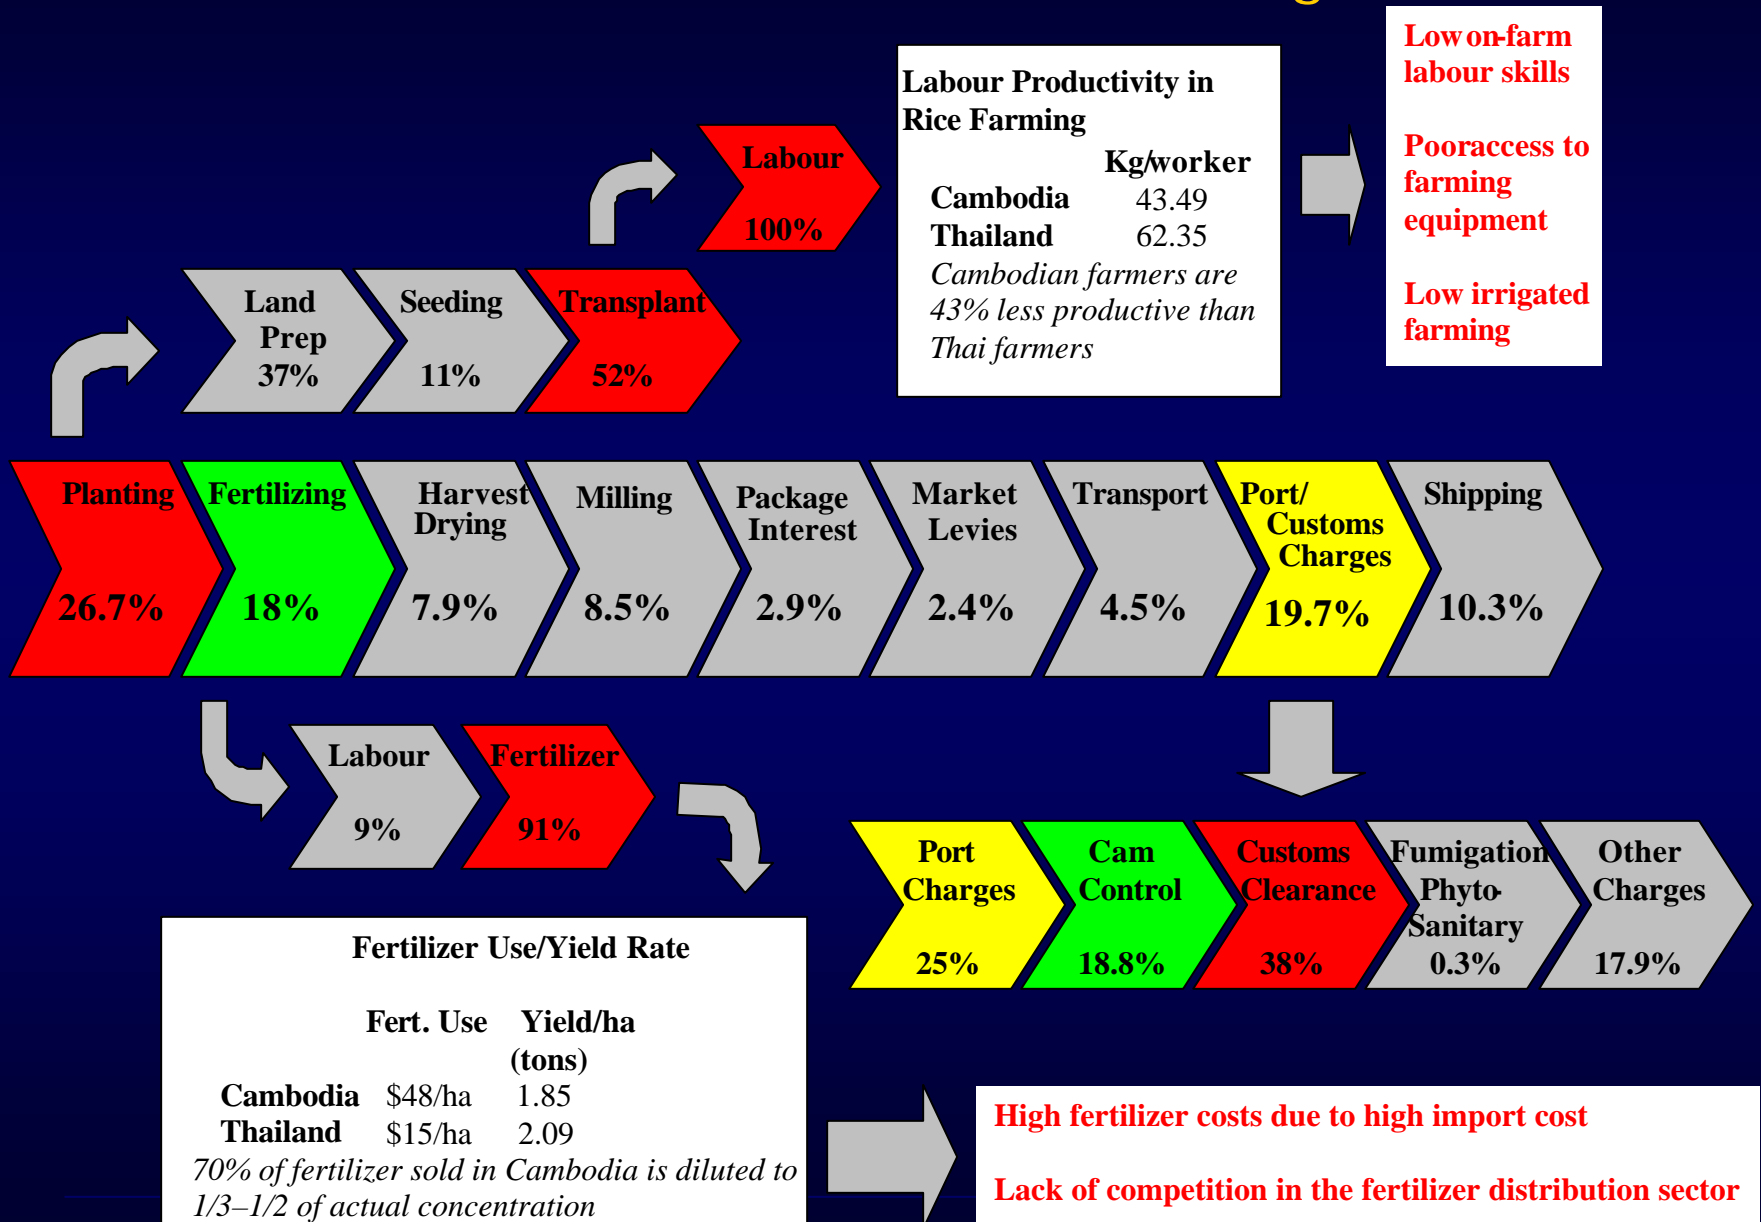 Low on-farm
labour skills
Poor access to
farming
equipment
Low irrigated
farming
Labour Productivity in
Rice Farming
Kg/worker
Cambodia 43.49
Thailand 62.35
Cambodian farmers are
43% less productive than
Thai farmers
Labour
100%
Land
Prep
37%
Seeding
11%
Transplant
52%
Planting
26.7%
Fertilizing
18%
Harvest
Drying
7.9%
Milling
8.5%
Package
Interest
2.9%
Market
Levies
2.4%
Transport
4.5%
Port/
Customs
Charges
19.7%
Shipping
10.3%
Labour
9%
Fertilizer
91%
Port
Charges
25%
Cam
Control
18.8%
Customs
Clearance
38%
Fumigation
Phyto-
Sanitary
0.3%
Other
Charges
17.9%
Fertilizer Use/Yield Rate
Fert. Use Yield/ha
(tons)
Cambodia $48/ha 1.85
Thailand $15/ha 2.09
70% of fertilizer sold in Cambodia is diluted to
1/3–1/2 of actual concentration
High fertilizer costs due to high import cost
Lack of competition in the fertilizer distribution sector